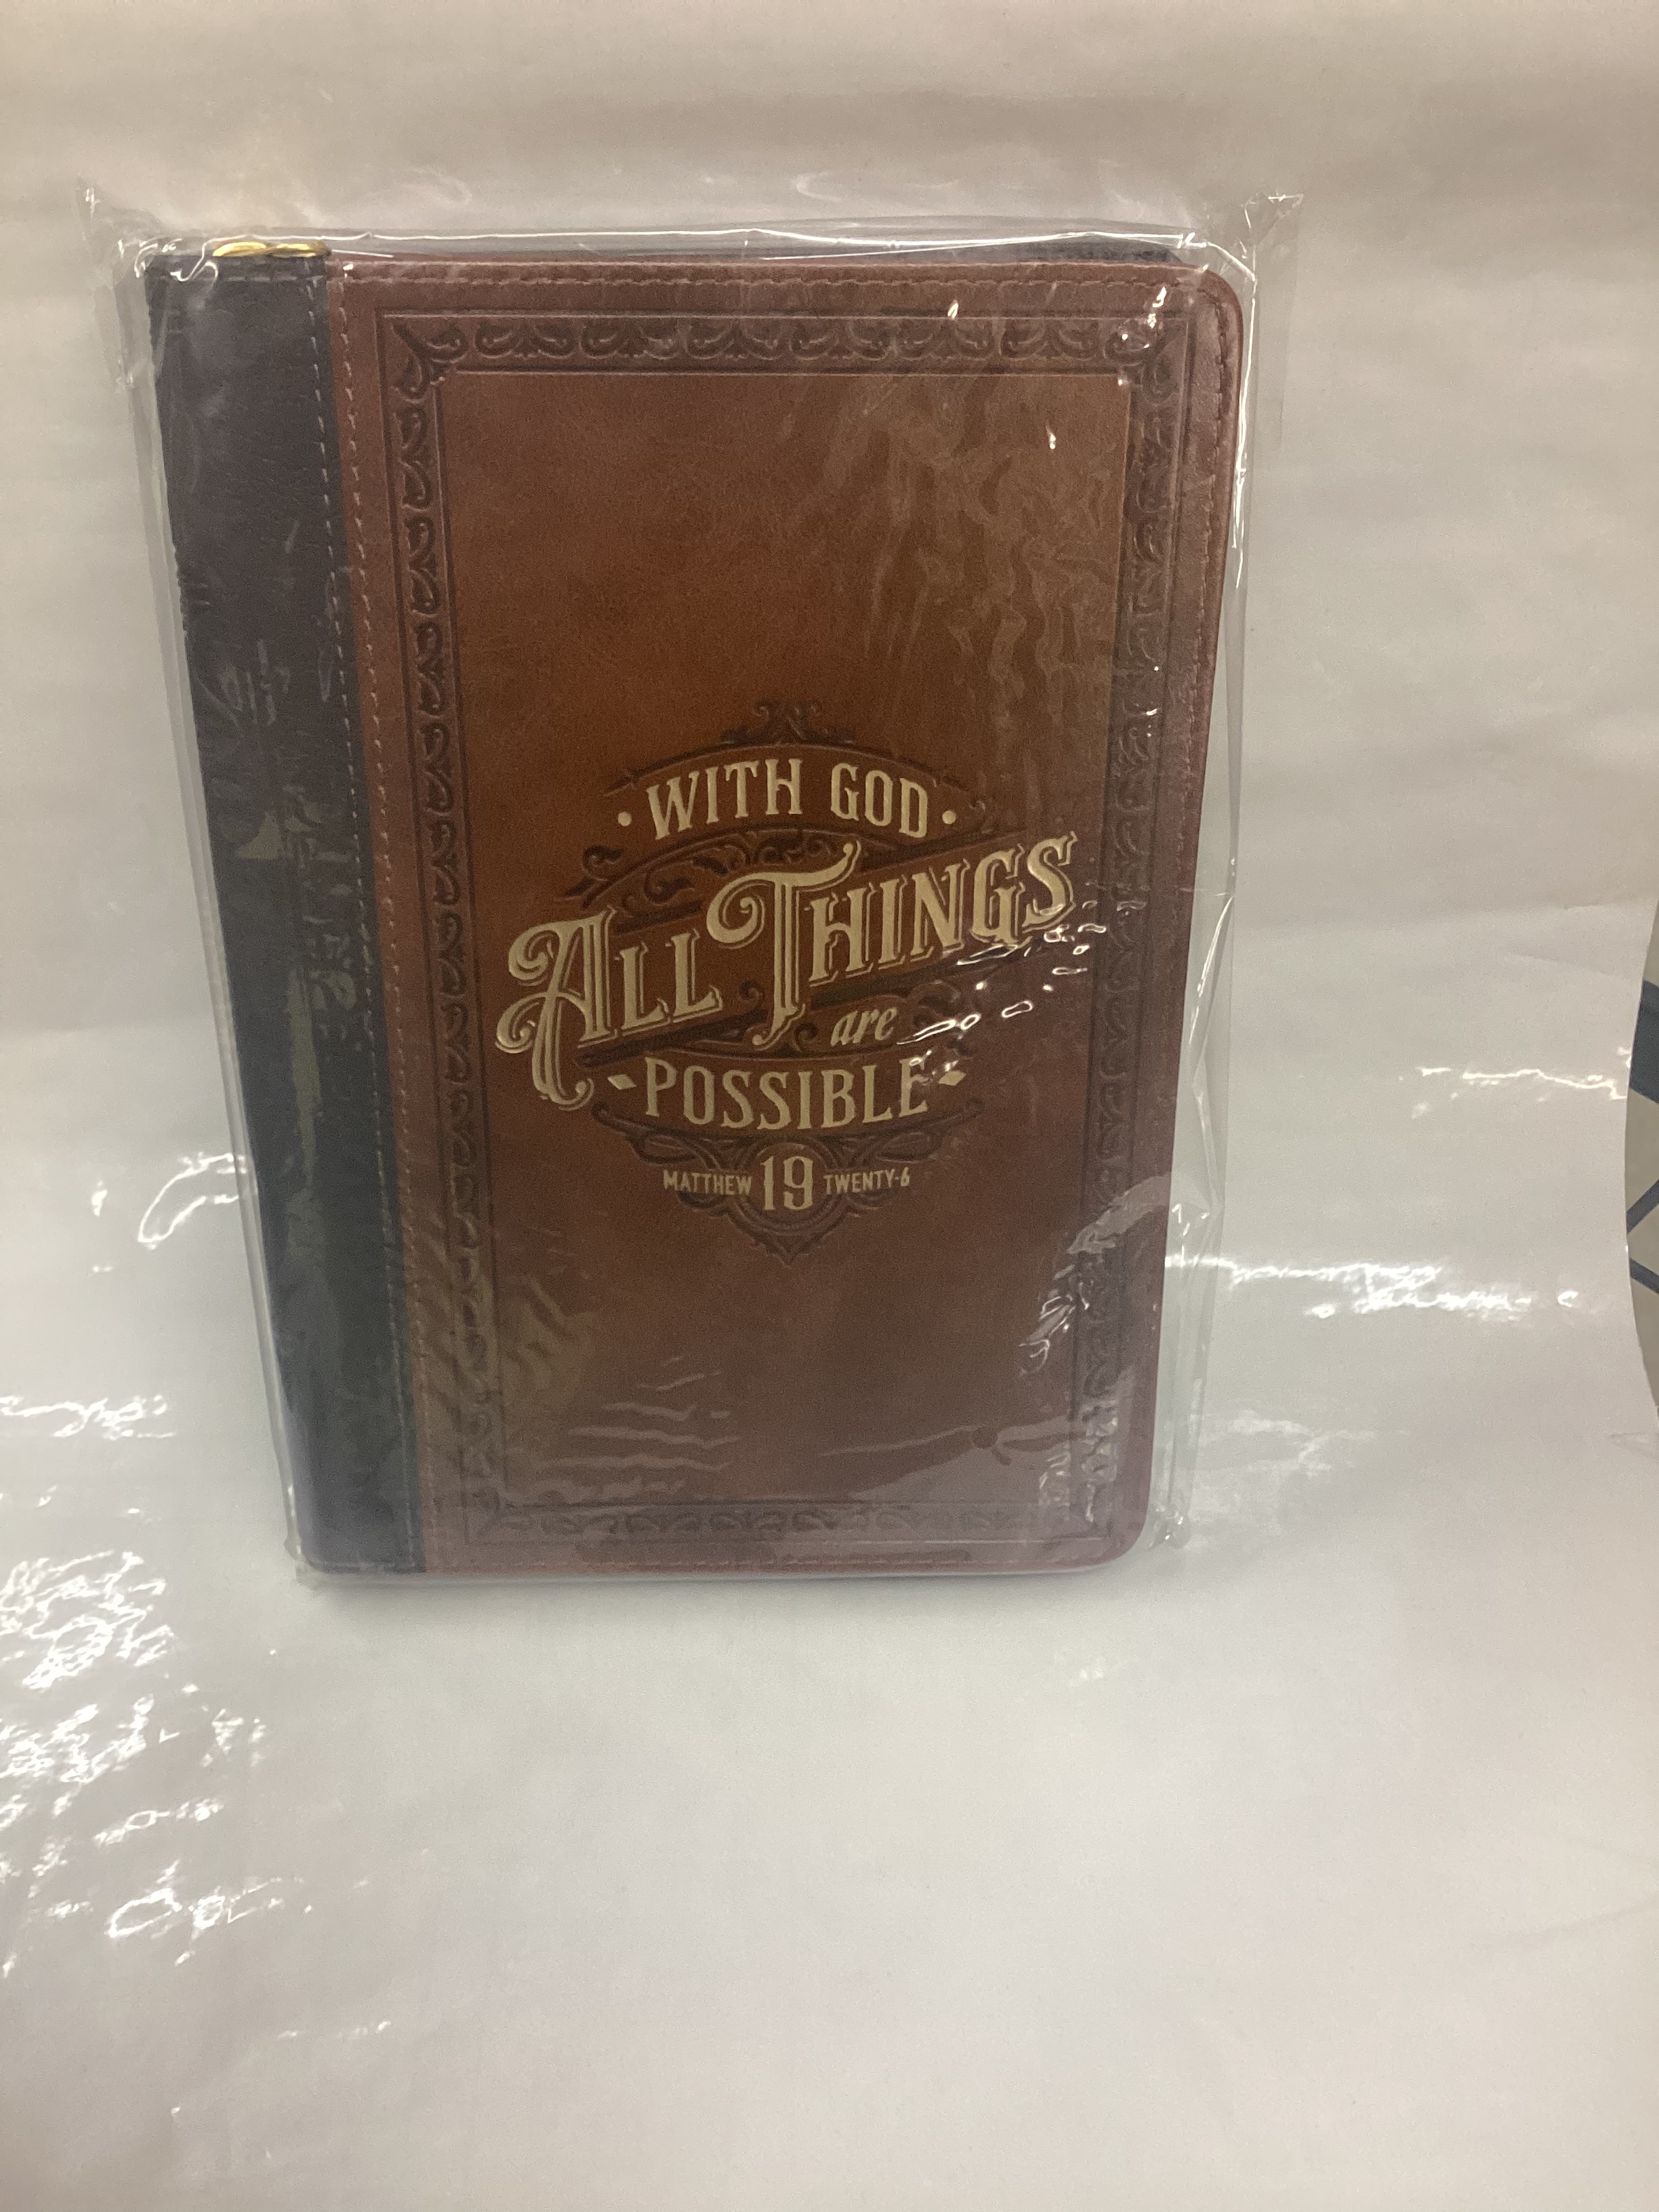 WITH GOD
ALL THINGS
are
POSSIBLE
MATTHEW 19 TWENTY-6